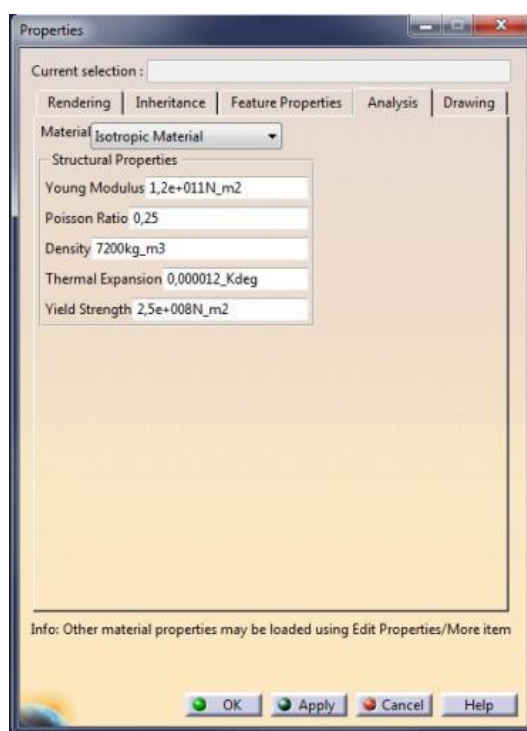 Properties
Current selection :
Rendering Inheritance Feature Properties Analysis Drawing
Material Isotropic Material
Structural Properties
Young Modulus 1,2e+011N_m2
Poisson Ratio 0,25
Density 7200kg_m3
Thermal Expansion 0,000012_Kdeg
Yield Strength 2,5e+008N_m2
Info: Other material properties may be loaded using Edit Properties/More item
OK Apply Cancel Help